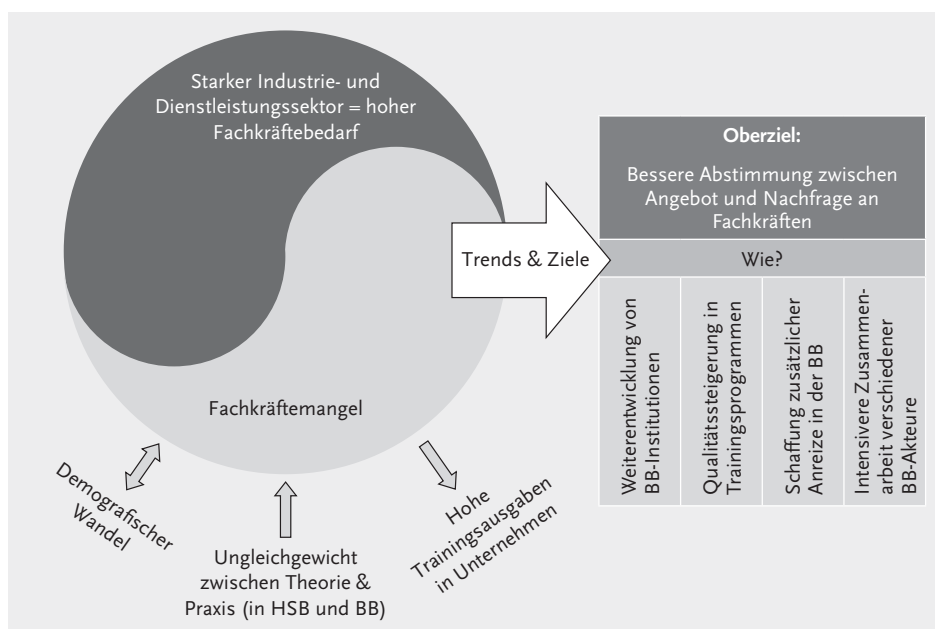 Starker Industrie- und
Dienstleistungssektor = hoher
Fachkräftebedarf
Fachkräftemangel
Demografischer
Wandel
Ungleichgewicht
zwischen Theorie &
Praxis (in HSB und BB)
Hohe
Trainingsausgaben
in Unternehmen
Trends & Ziele
Oberziel:
Bessere Abstimmung zwischen
Angebot und Nachfrage an
Fachkräften
Wie?
Weiterentwicklung von
BB-Institutionen
Qualitätssteigerung in
Trainingsprogrammen
Schaffung zusätzlicher
Anreize in der BB
Intensivere Zusammen-
arbeit verschiedener
BB-Akteure